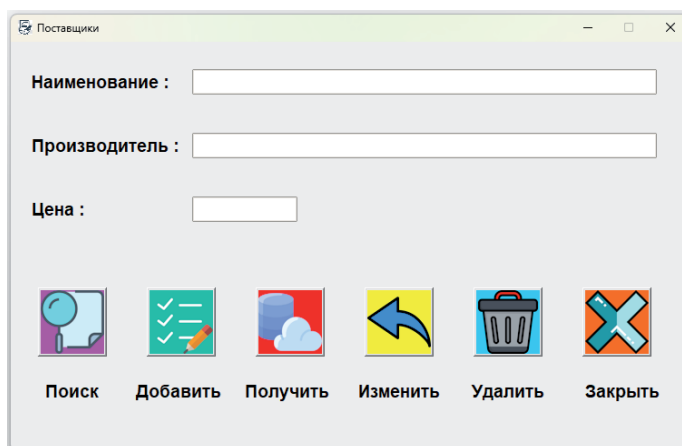 Поставщики
Наименование :
Производитель :
Цена :
Поиск Добавить Получить Изменить Удалить Закрыть